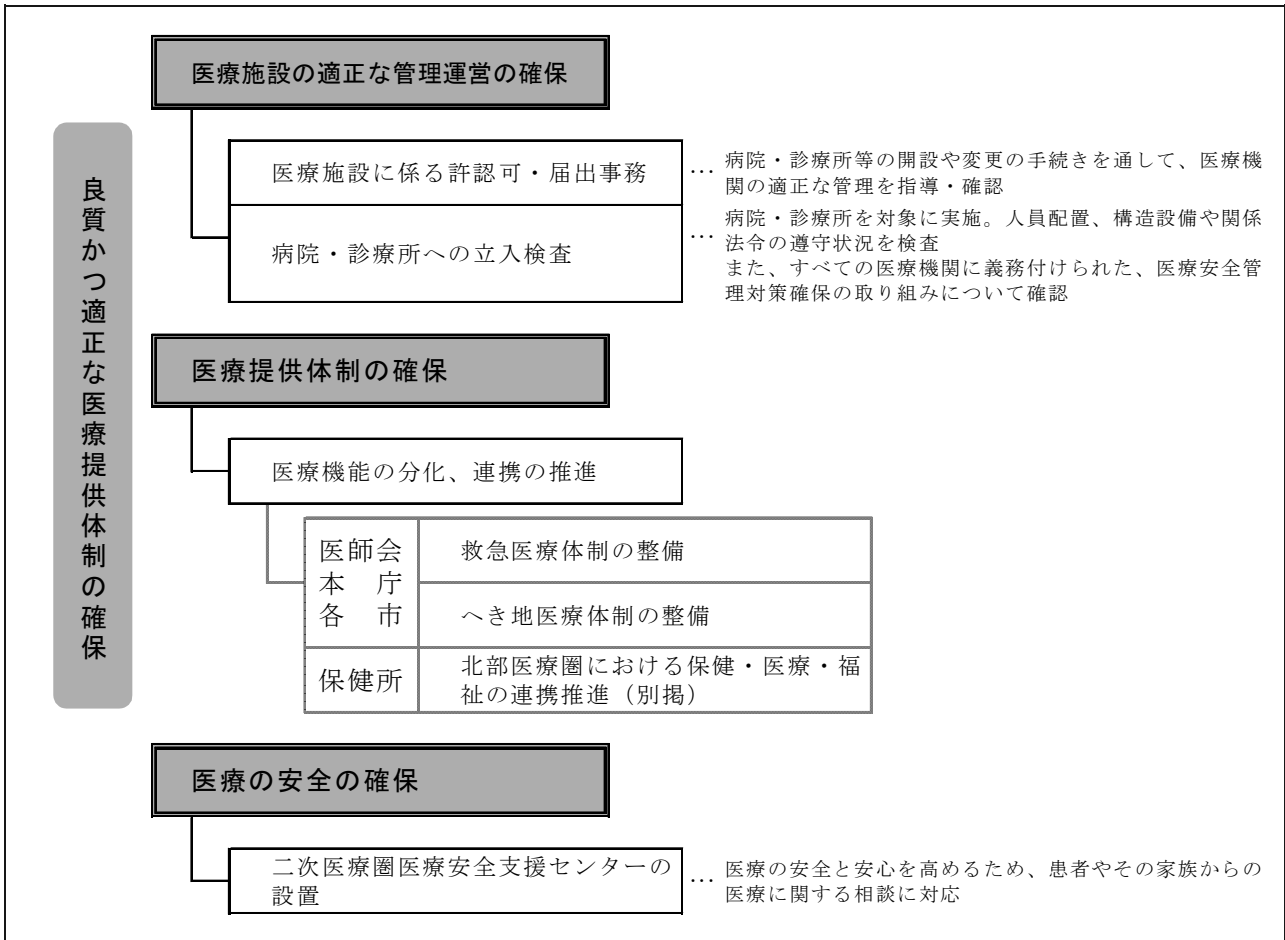 良質かつ適正な医療提供体制の確保
医療施設の適正な管理運営の確保
医療施設に係る許認可・届出事務
… 病院・診療所等の開設や変更の手続きを通して、医療機
関の適正な管理を指導・確認
病院・診療所への立入検査
… 病院・診療所を対象に実施。人員配置、構造設備や関係
法令の遵守状況を検査
また、すべての医療機関に義務付けられた、医療安全管
理対策確保の取り組みについて確認
医療提供体制の確保
医療機能の分化、連携の推進
医師会
本 庁
各 市
救急医療体制の整備
へき地医療体制の整備
保健所
北部医療圏における保健・医療・福
祉の連携推進（別掲）
医療の安全の確保
二次医療圏医療安全支援センターの
設置
… 医療の安全と安心を高めるため、患者やその家族からの
医療に関する相談に対応